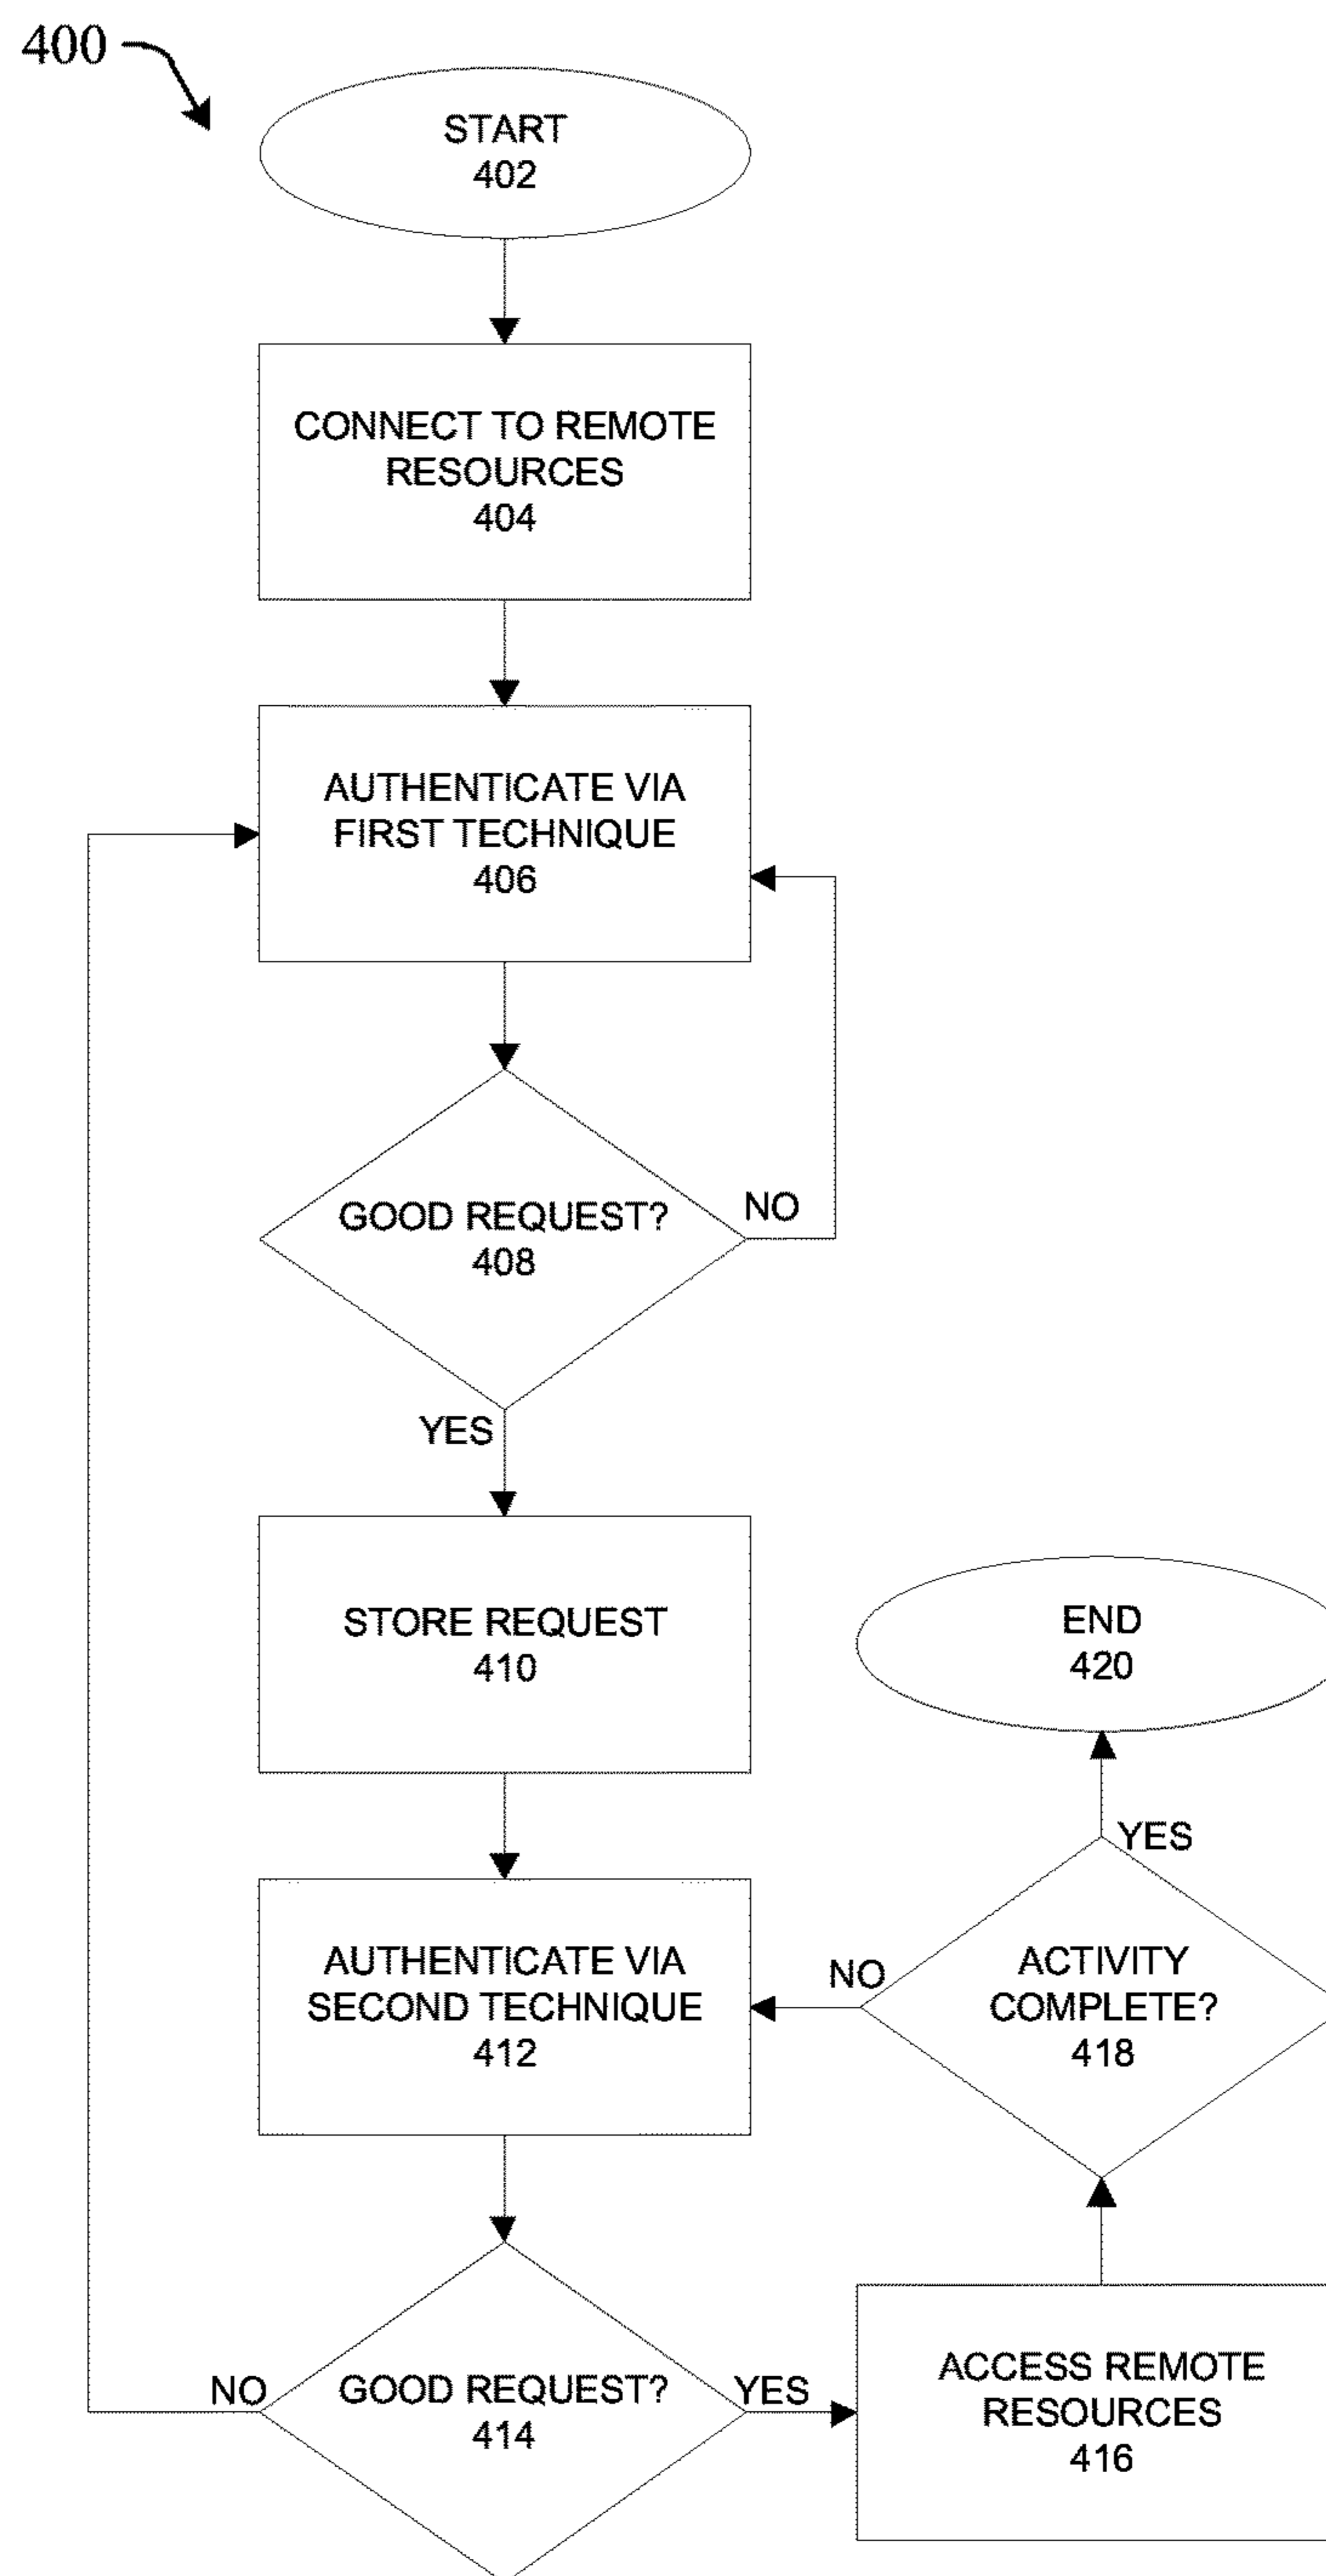 400
START
402
CONNECT TO REMOTE
RESOURCES
404
AUTHENTICATE VIA
FIRST TECHNIQUE
406
GOOD REQUEST?
408
NO
YES
STORE REQUEST
410
AUTHENTICATE VIA
SECOND TECHNIQUE
412
GOOD REQUEST?
414
NO
YES
ACCESS REMOTE
RESOURCES
416
ACTIVITY
COMPLETE?
418
NO
YES
END
420